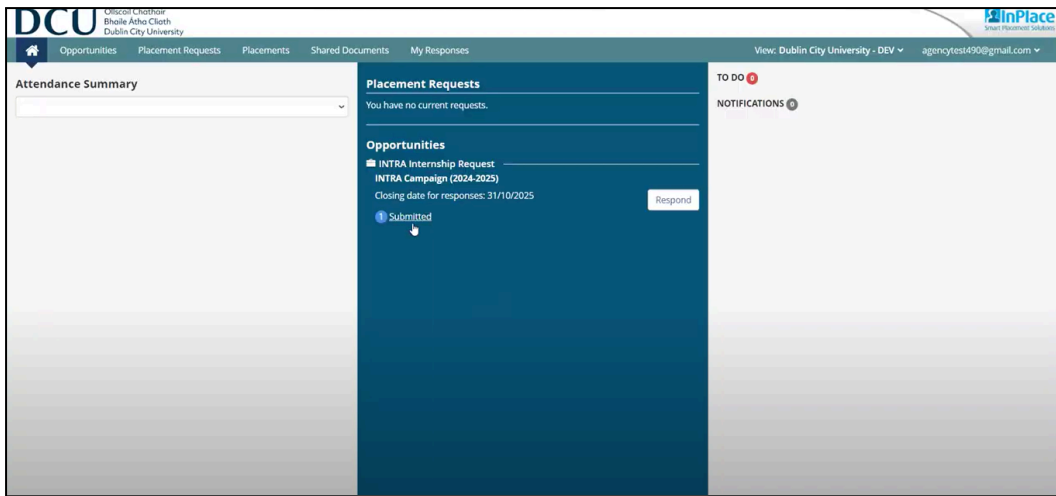 DCU
Ollscoil Chathair
Bhaile Átha Cliath
Dublin City University
InPlace
Smart Placement Solutions
Opportunities Placement Requests Placements Shared Documents My Responses View: Dublin City University - DEV agencytest490@gmail.com
Attendance Summary
Placement Requests
You have no current requests.
Opportunities
INTRA Internship Request
INTRA Campaign (2024-2025)
Closing date for responses: 31/10/2025
Respond
1 Submitted
TO DO 0
NOTIFICATIONS 0